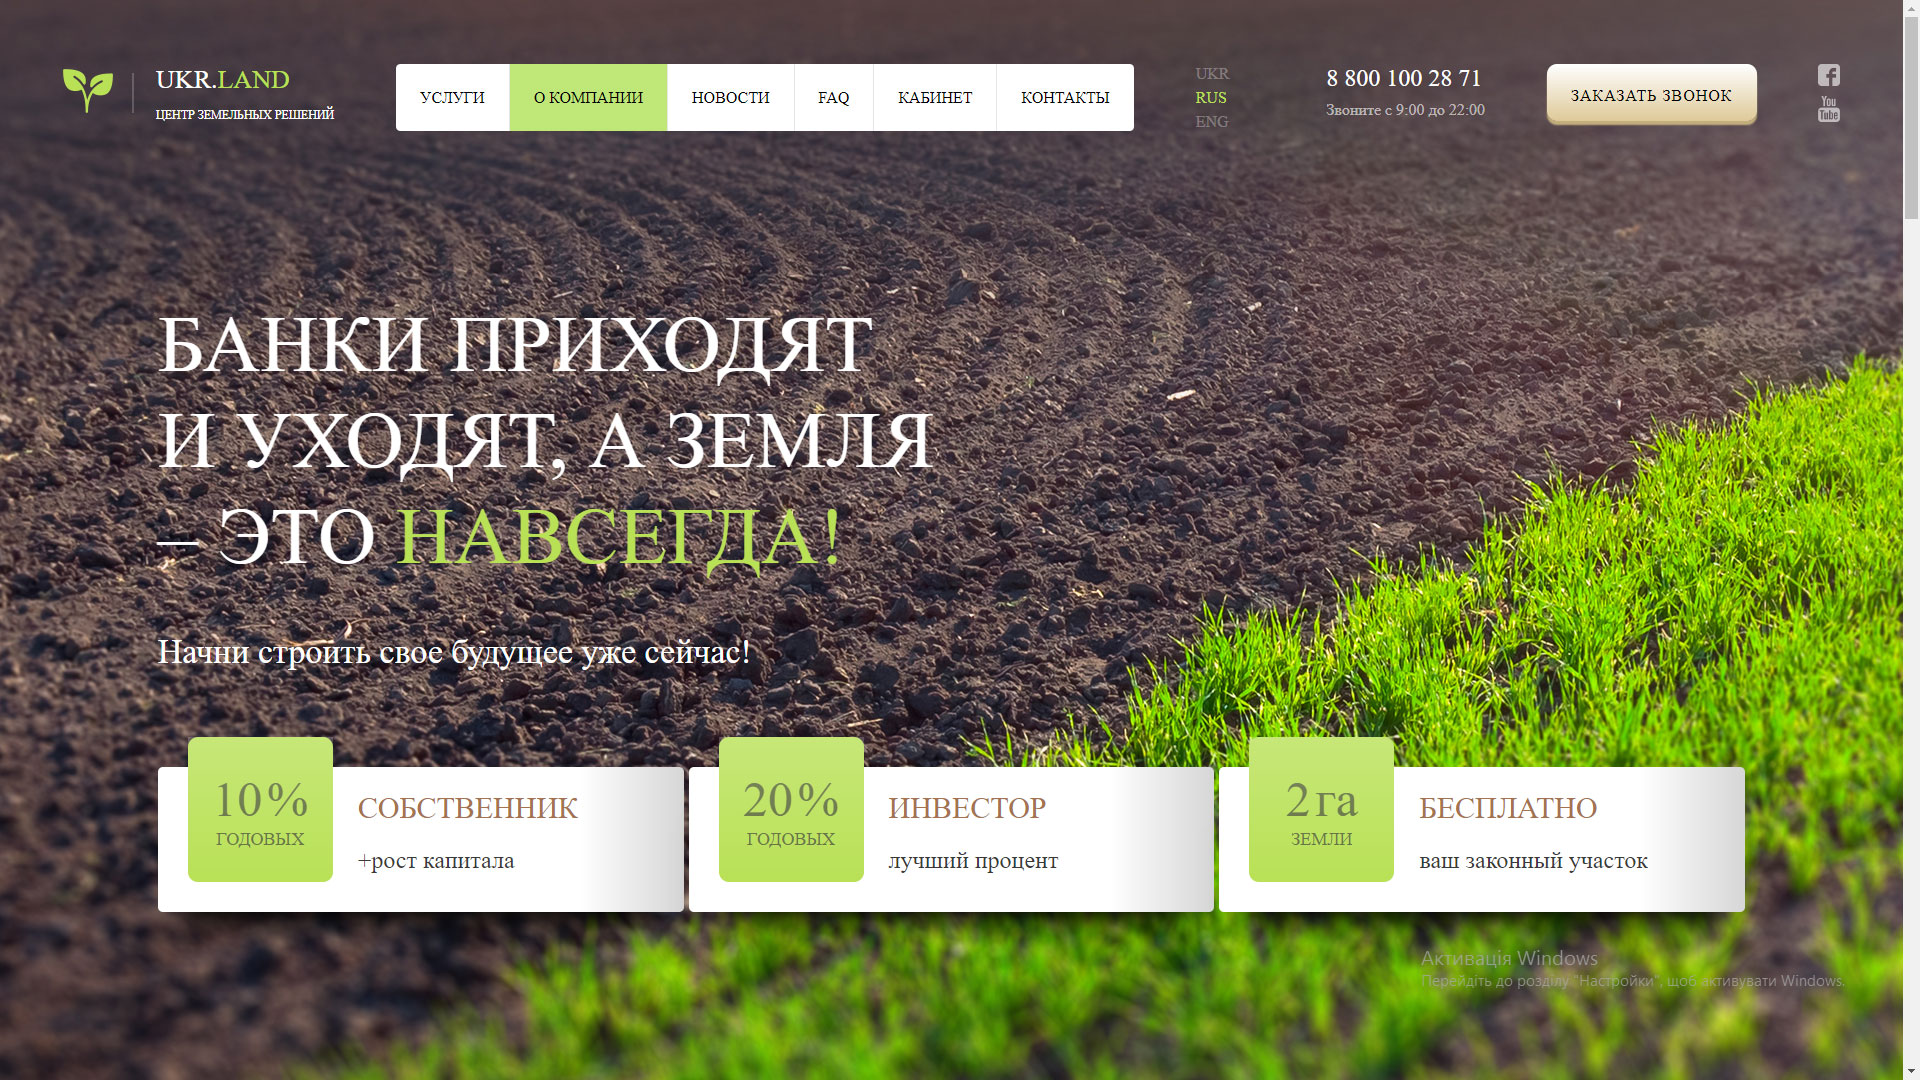 UKR.LAND
ЦЕНТР ЗЕМЕЛЬНЫХ РЕШЕНИЙ
УСЛУГИ
О КОМПАНИИ
НОВОСТИ
FAQ
КАБИНЕТ
КОНТАКТЫ
UKR
RUS
ENG
8 800 100 28 71
Звоните с 9:00 до 22:00
ЗАКАЗАТЬ ЗВОНОК
You
Tube
БАНКИ ПРИХОДЯТ
И УХОДЯТ, А ЗЕМЛЯ
– ЭТО НАВСЕГДА!
Начни строить свое будущее уже сейчас!
10%
ГОДОВЫХ
СОБСТВЕННИК
+рост капитала
20%
ГОДОВЫХ
ИНВЕСТОР
лучший процент
2 га
ЗЕМЛИ
БЕСПЛАТНО
ваш законный участок
Активація Windows
Перейдіть до розділу "Настройки", щоб активувати Windows.